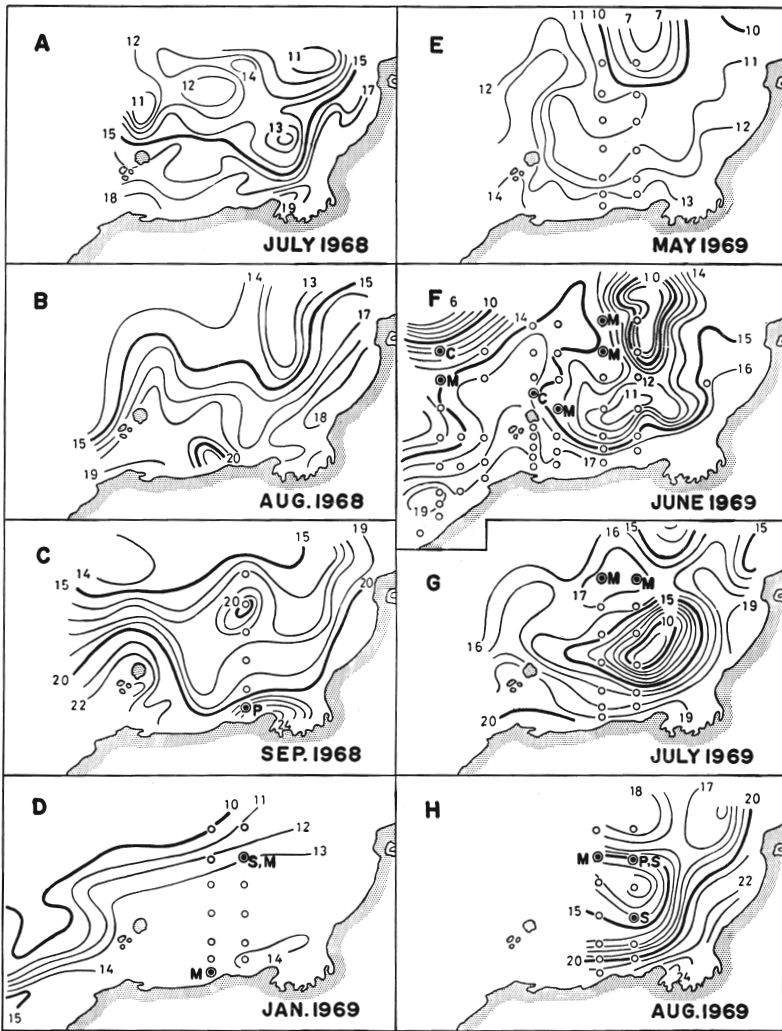 A
12
11
15
14
12
17
11
13
15
18
19
JULY 1968
B
14
13
15
17
18
15
20
19
AUG. 1968
C
15
19
14
15
20
20
20
22
P
24
SEP. 1968
D
10
11
12
13
S,M
14
14
M
15
JAN. 1969
E
11
10
7
7
10
11
12
12
14
13
MAY 1969
F
6
10
14
10
14
M
15
C
M
16
M
12
C
11
M
17
19
JUNE 1969
G
16
15
15
M
M
17
15
19
10
16
20
19
JULY 1969
H
18
17
20
M
P,S
22
15
S
20
24
AUG. 1969